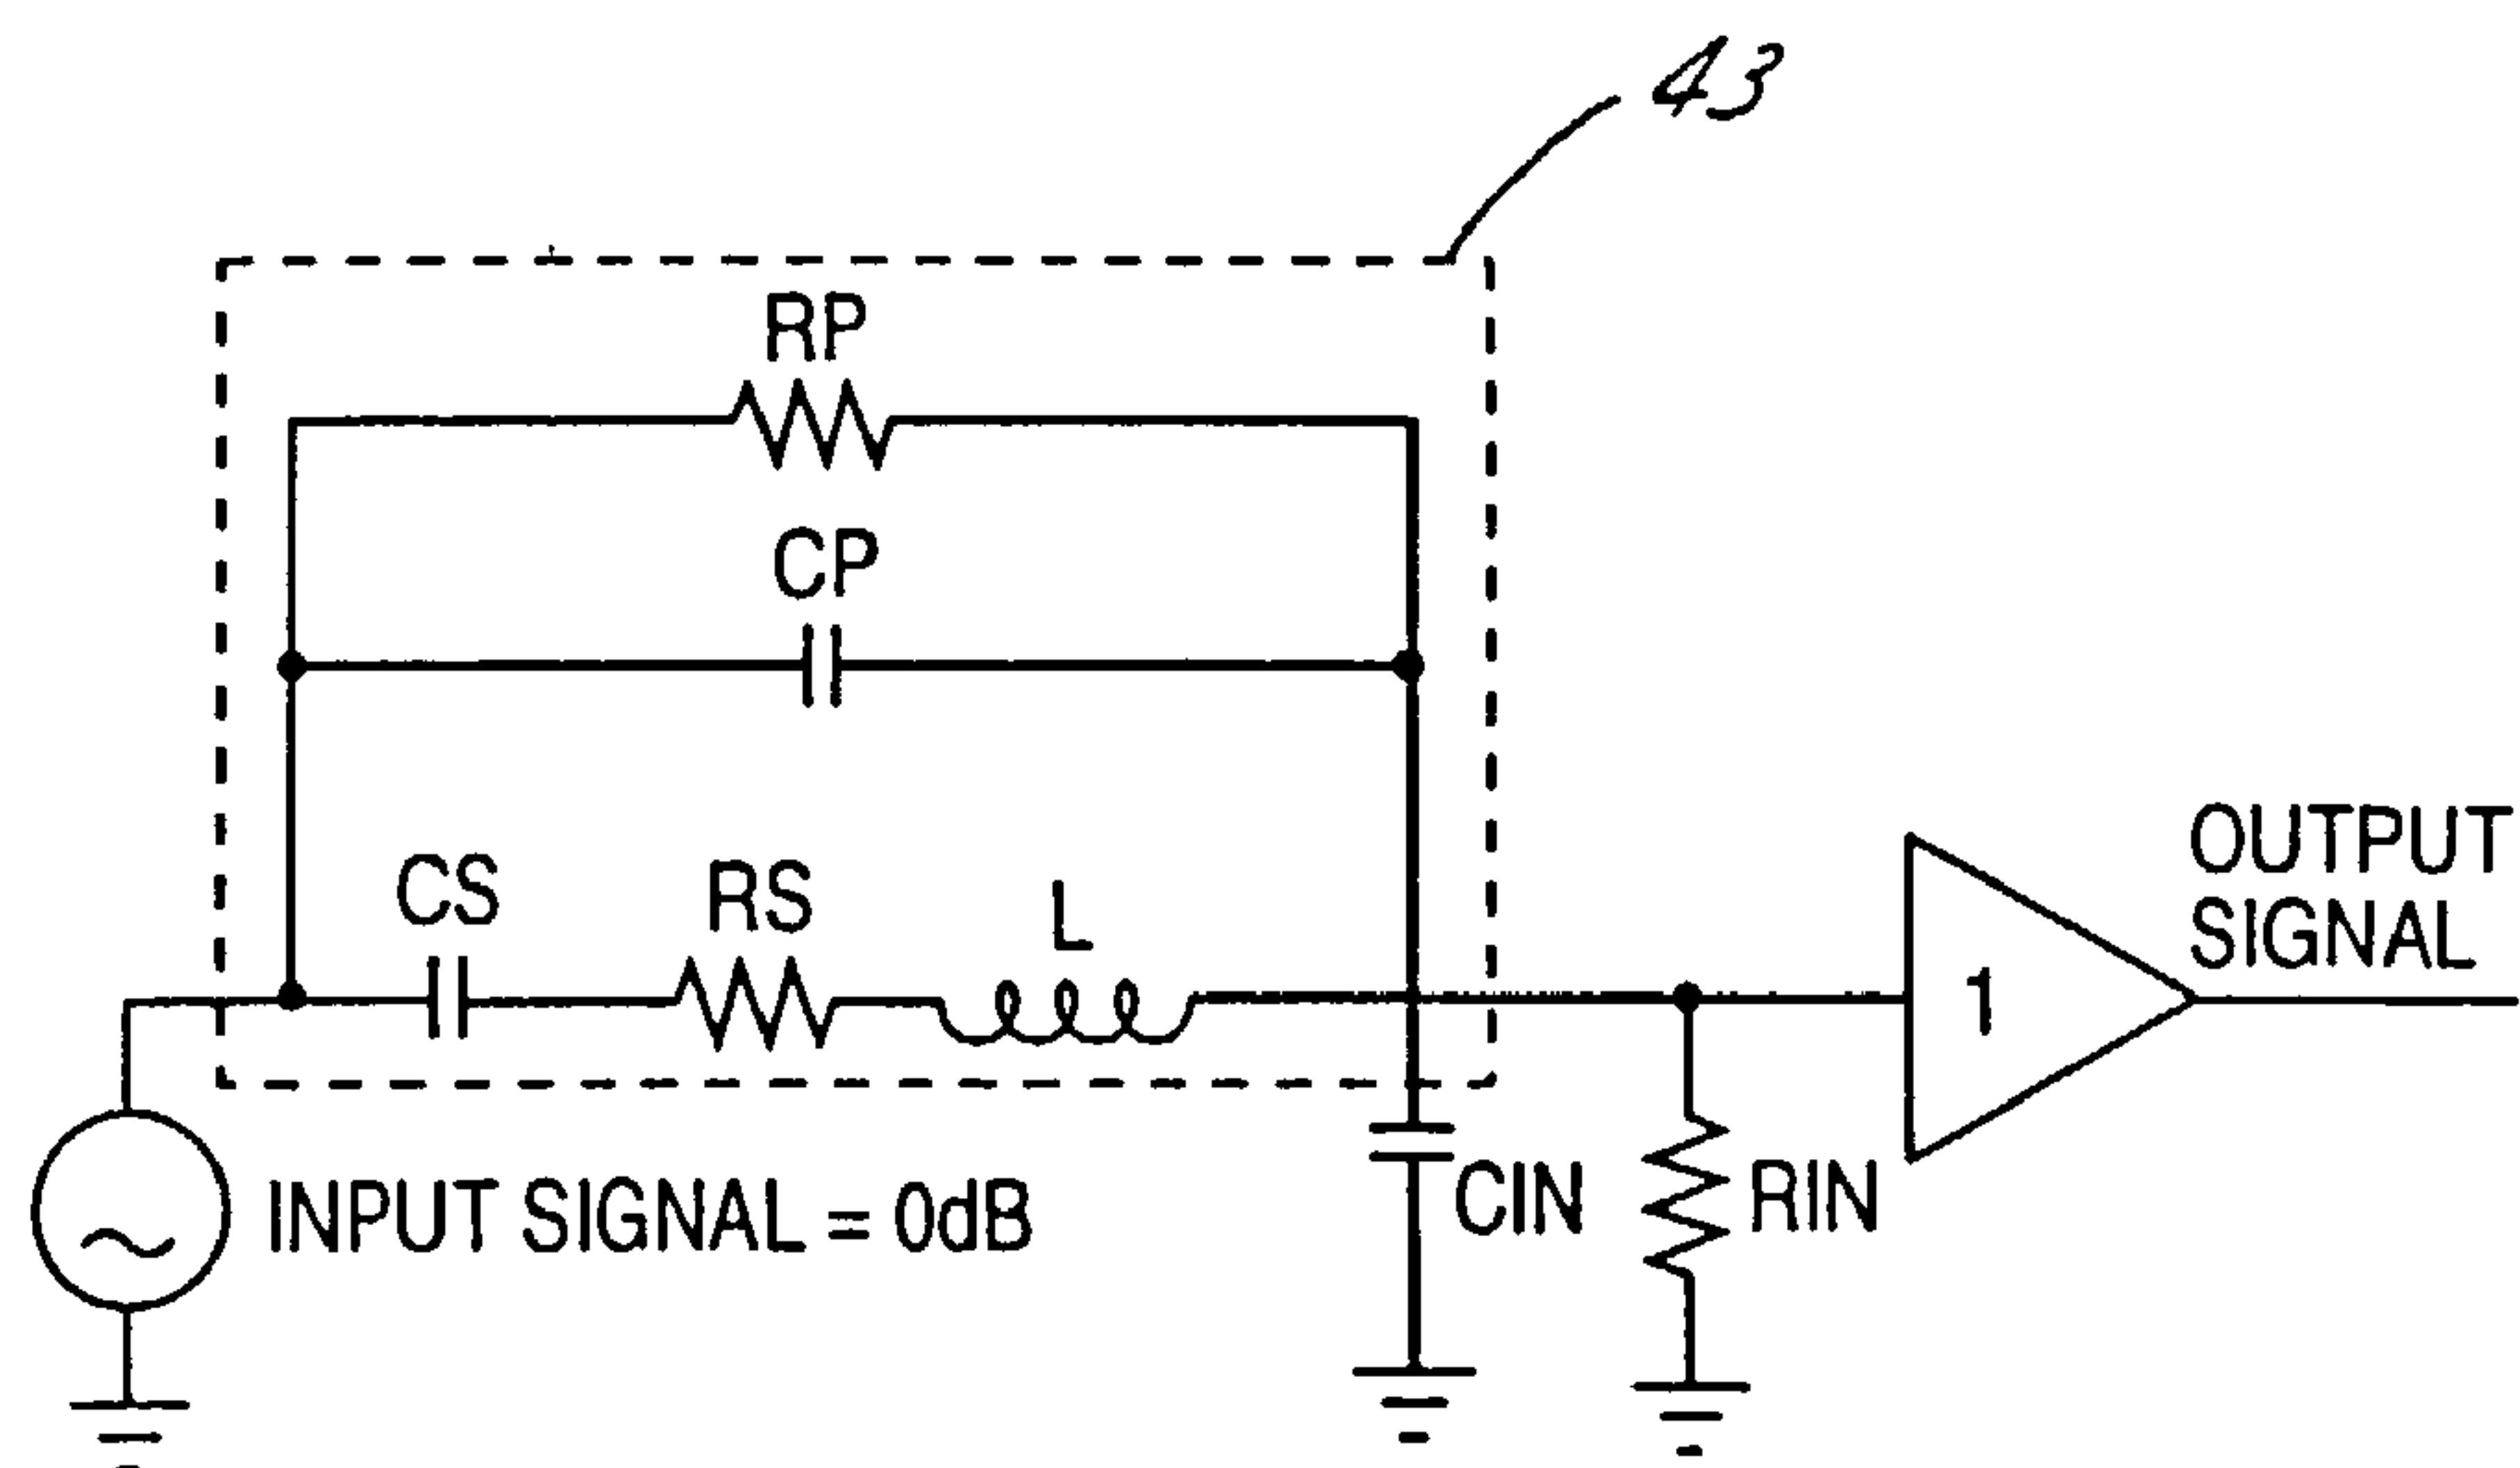 43
RP
CP
CS
RS
L
OUTPUT
SIGNAL
1
INPUT SIGNAL = 0dB
CIN
RIN